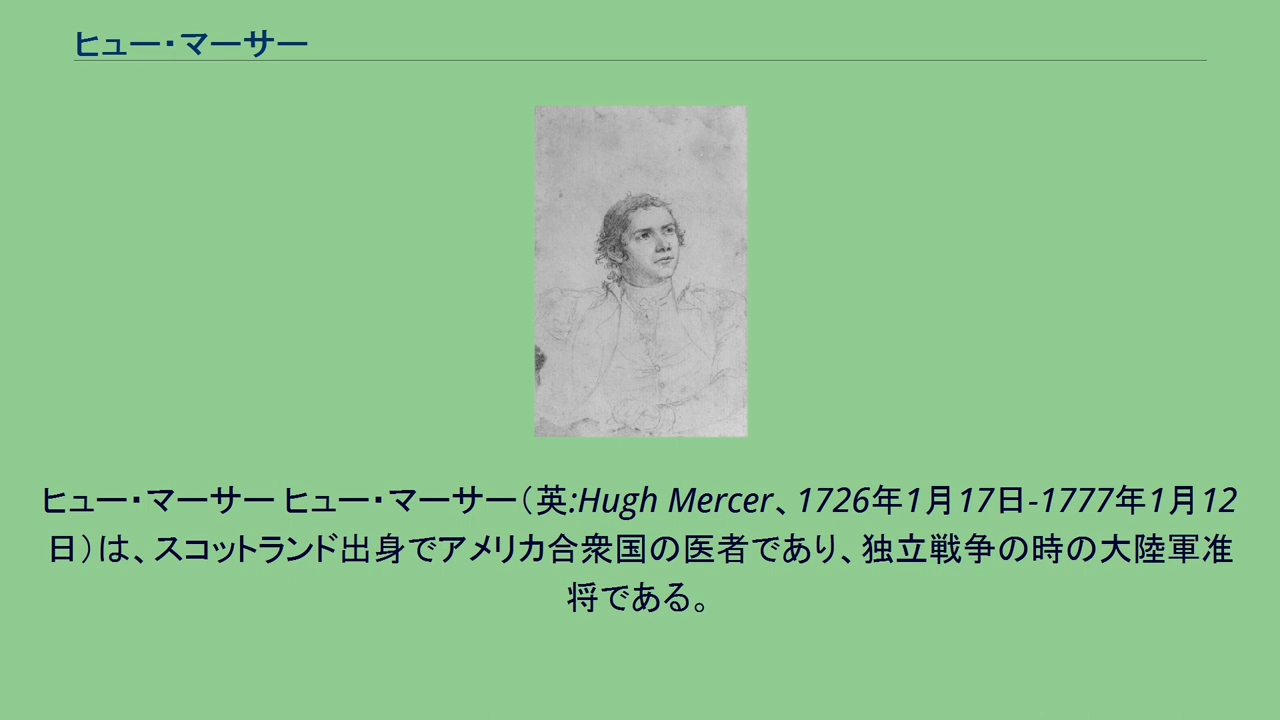 ヒュー・マーサー
ヒュー・マーサー ヒュー・マーサー（英:Hugh Mercer、1726年1月17日-1777年1月12
日）は、スコットランド出身でアメリカ合衆国の医者であり、独立戦争の時の大陸軍准
将である。